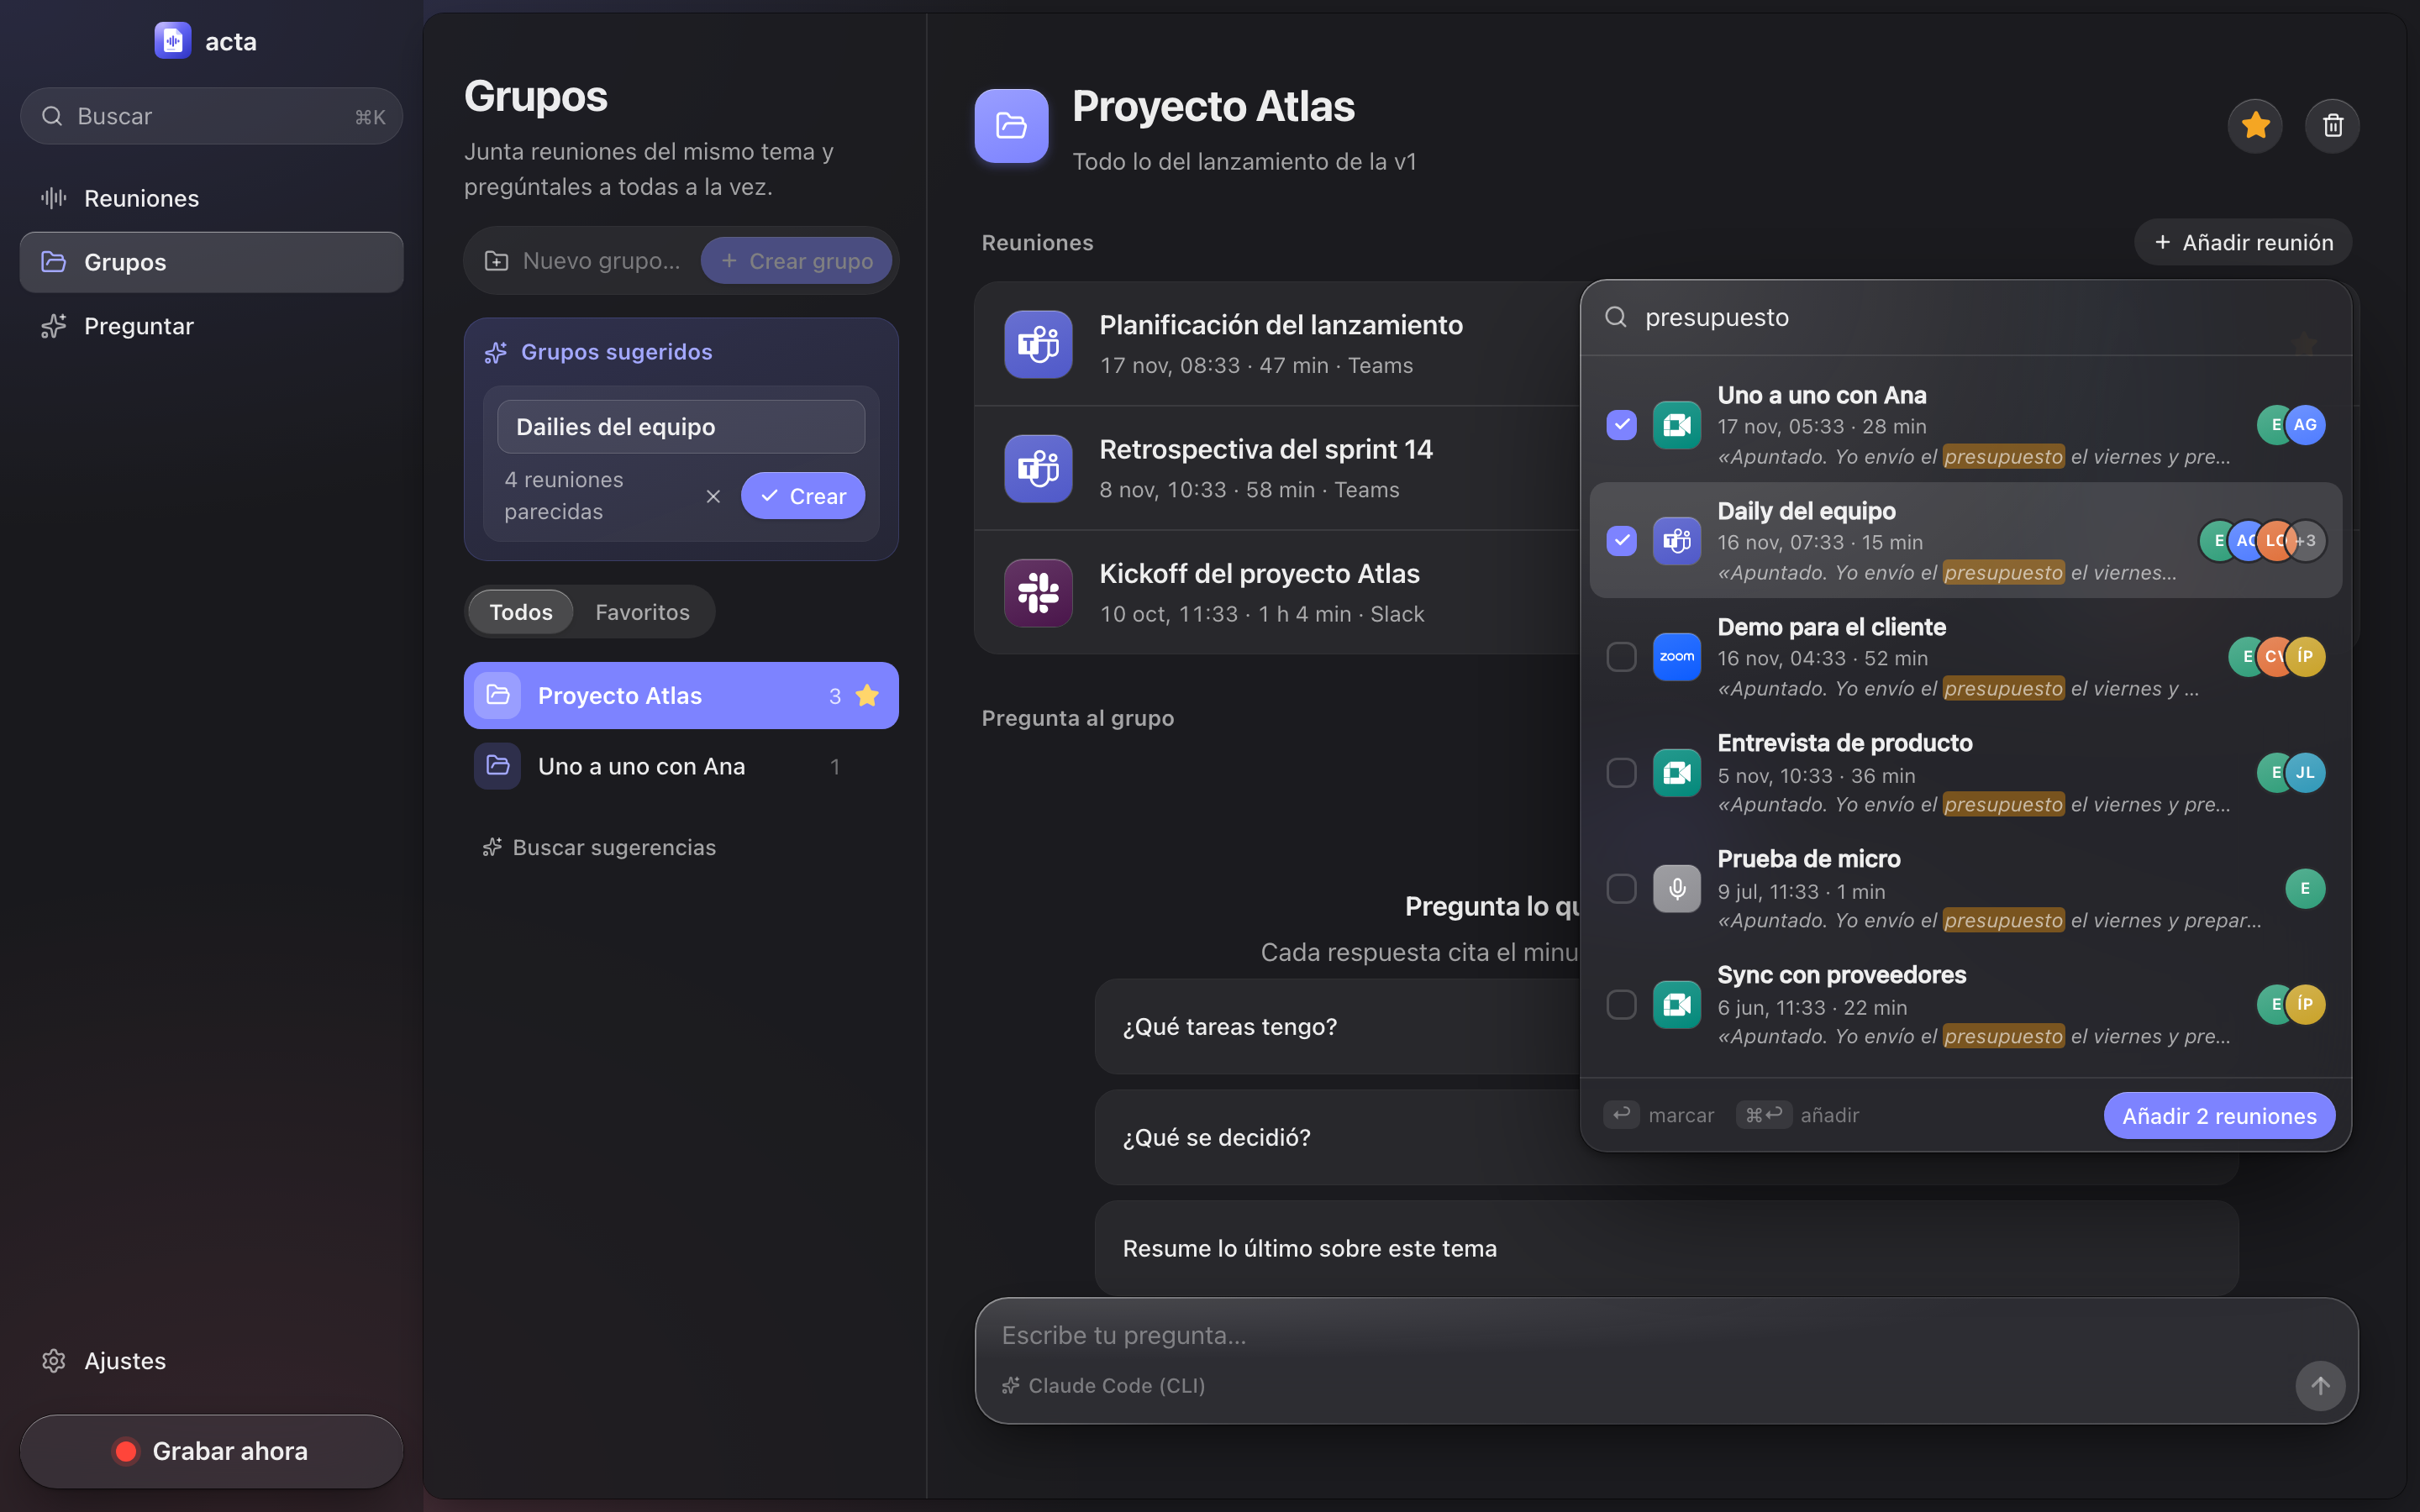 acta
Buscar
⌘K
Reuniones
Grupos
Preguntar
Ajustes
Grabar ahora
Grupos
Junta reuniones del mismo tema y
pregúntales a todas a la vez.
Nuevo grupo...
+ Crear grupo
Grupos sugeridos
Dailies del equipo
4 reuniones
parecidas
Crear
Todos
Favoritos
Proyecto Atlas
3
Uno a uno con Ana
1
Buscar sugerencias
Proyecto Atlas
Todo lo del lanzamiento de la v1
Reuniones
+ Añadir reunión
Planificación del lanzamiento
17 nov, 08:33 · 47 min · Teams
Retrospectiva del sprint 14
8 nov, 10:33 · 58 min · Teams
Kickoff del proyecto Atlas
10 oct, 11:33 · 1 h 4 min · Slack
Pregunta al grupo
Pregunta lo
Cada respuesta cita el
¿Qué tareas tengo?
¿Qué se decidió?
Resume lo último sobre este tema
Escribe tu pregunta...
Claude Code (CLI)
presupuesto
Uno a uno con Ana
17 nov, 05:33 · 28 min
«Apuntado. Yo envío el presupuesto el viernes y pre...
E AG
Daily del equipo
16 nov, 07:33 · 15 min
«Apuntado. Yo envío el presupuesto el viernes...
E +3
zoom
Demo para el cliente
16 nov, 04:33 · 52 min
«Apuntado. Yo envío el presupuesto el viernes y ...
E CV ÍP
Entrevista de producto
5 nov, 10:33 · 36 min
«Apuntado. Yo envío el presupuesto el viernes y pre...
E JL
Prueba de micro
9 jul, 11:33 · 1 min
«Apuntado. Yo envío el presupuesto el viernes y prepar...
E
Sync con proveedores
6 jun, 11:33 · 22 min
«Apuntado. Yo envío el presupuesto el viernes y pre...
E ÍP
↩ marcar
⌘↩ añadir
Añadir 2 reuniones